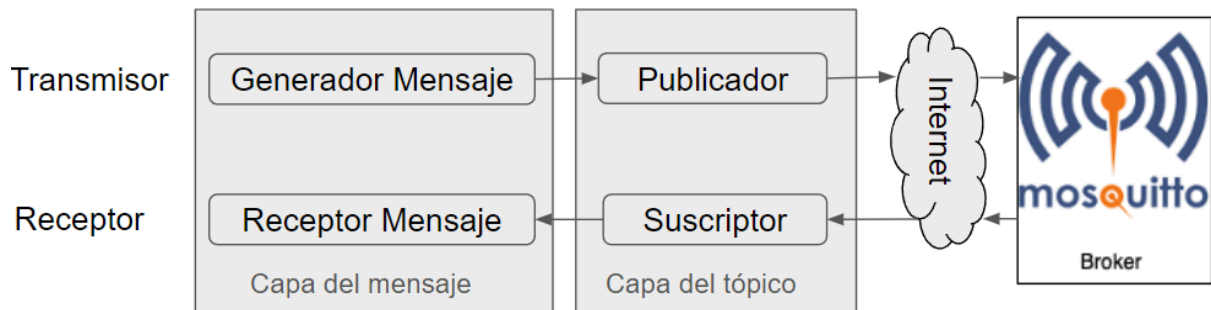 Transmisor
Generador Mensaje
Publicador
Internet
mosquitto
Receptor
Receptor Mensaje
Suscriptor
Broker
Capa del mensaje
Capa del tópico